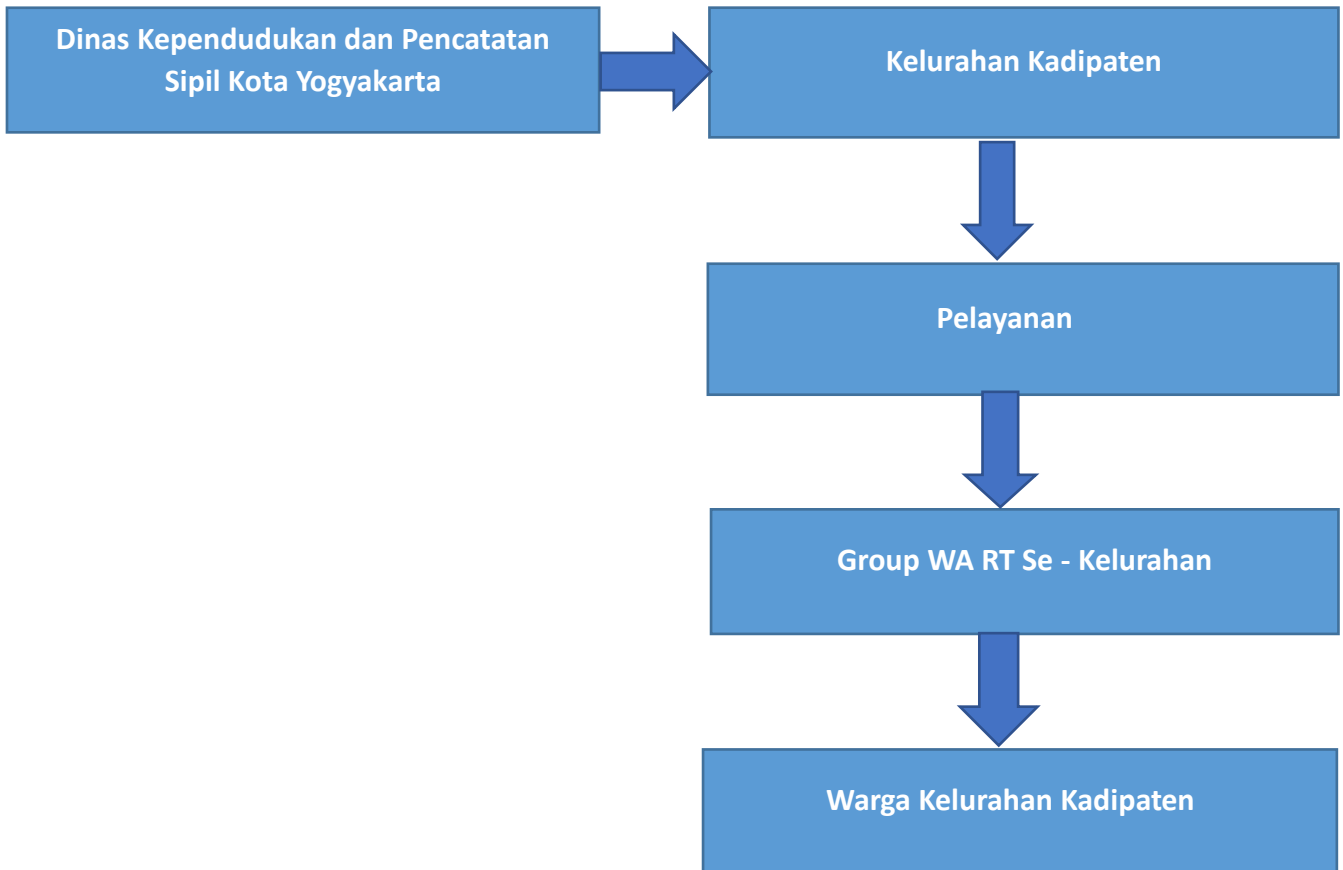 Dinas Kependudukan dan Pencatatan
Sipil Kota Yogyakarta
Kelurahan Kadipaten
Pelayanan
Group WA RT Se - Kelurahan
Warga Kelurahan Kadipaten